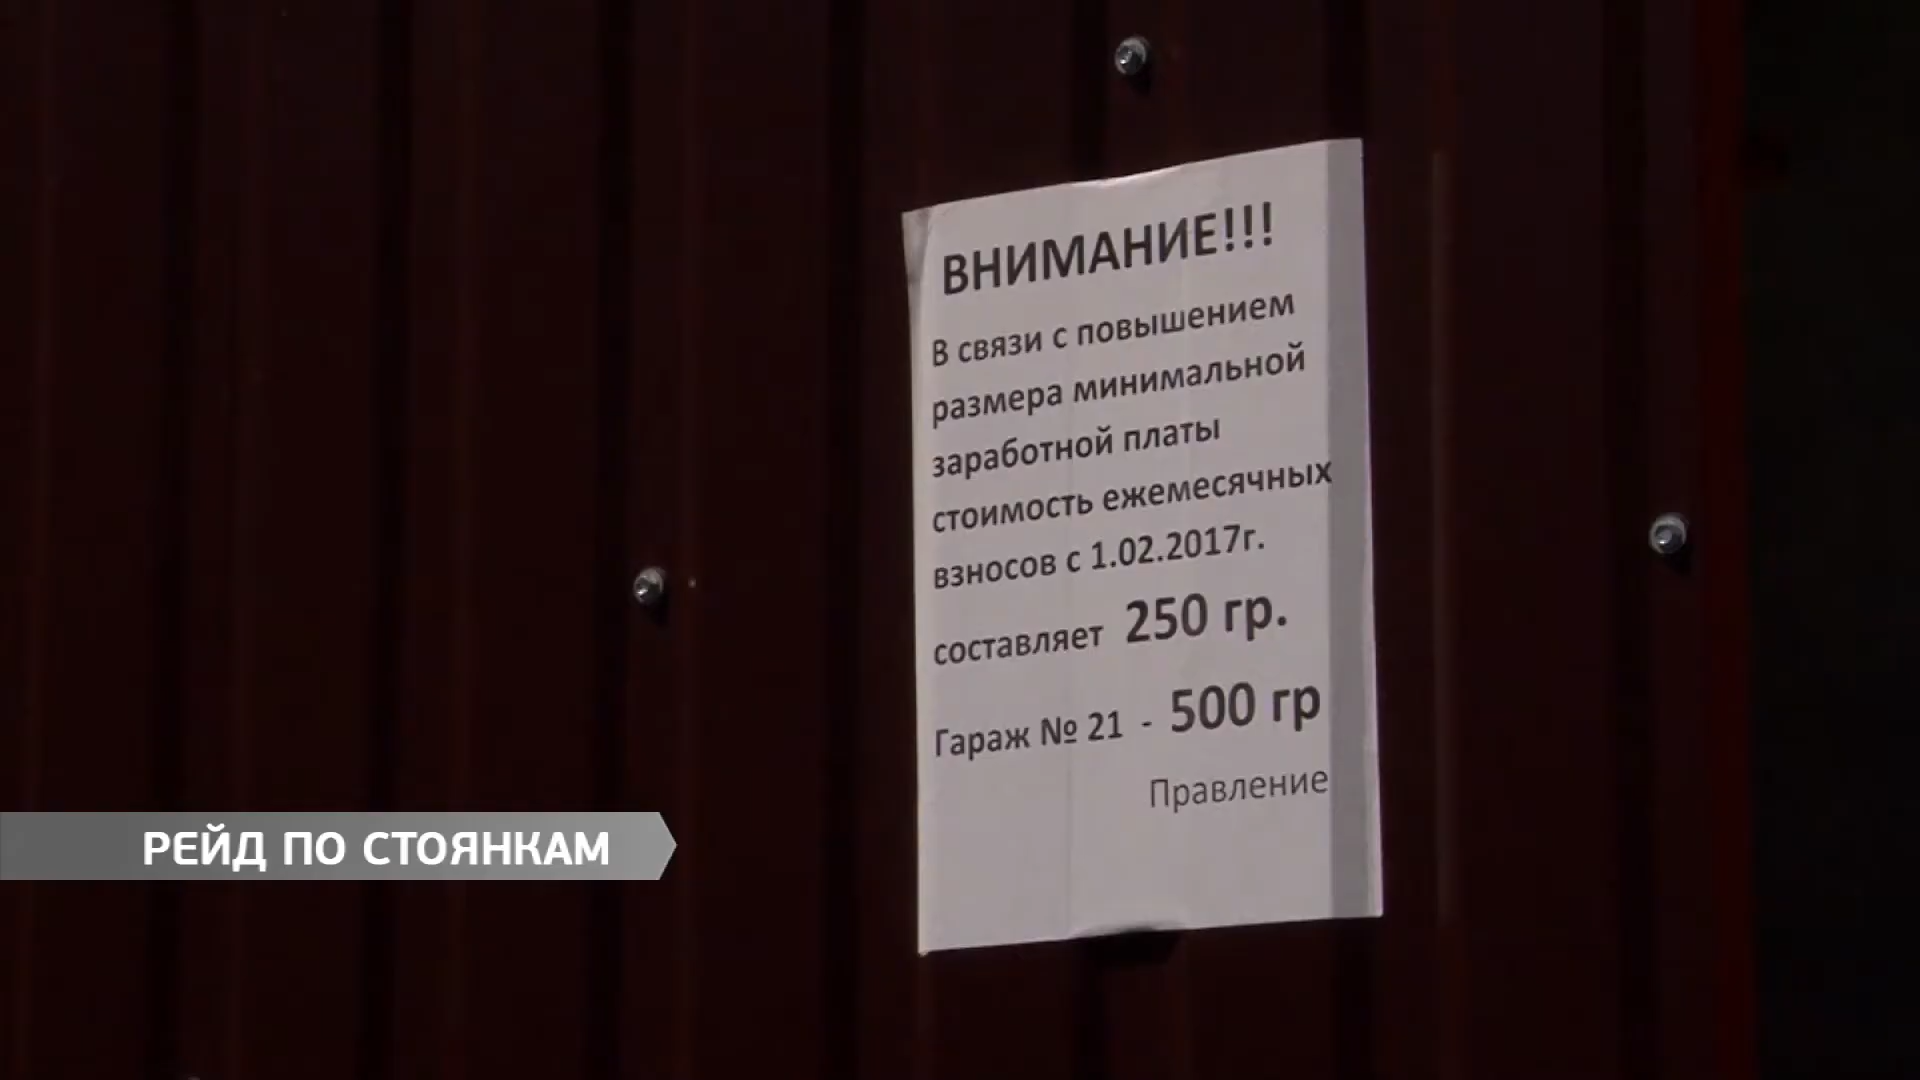 ВНИМАНИЕ!!!
В связи с повышением
размера минимальной
заработной платы
стоимость ежемесячных
взносов с 1.02.2017г.
составляет 250 гр.
Гараж № 21 - 500 гр
Правление
РЕЙД ПО СТОЯНКАМ